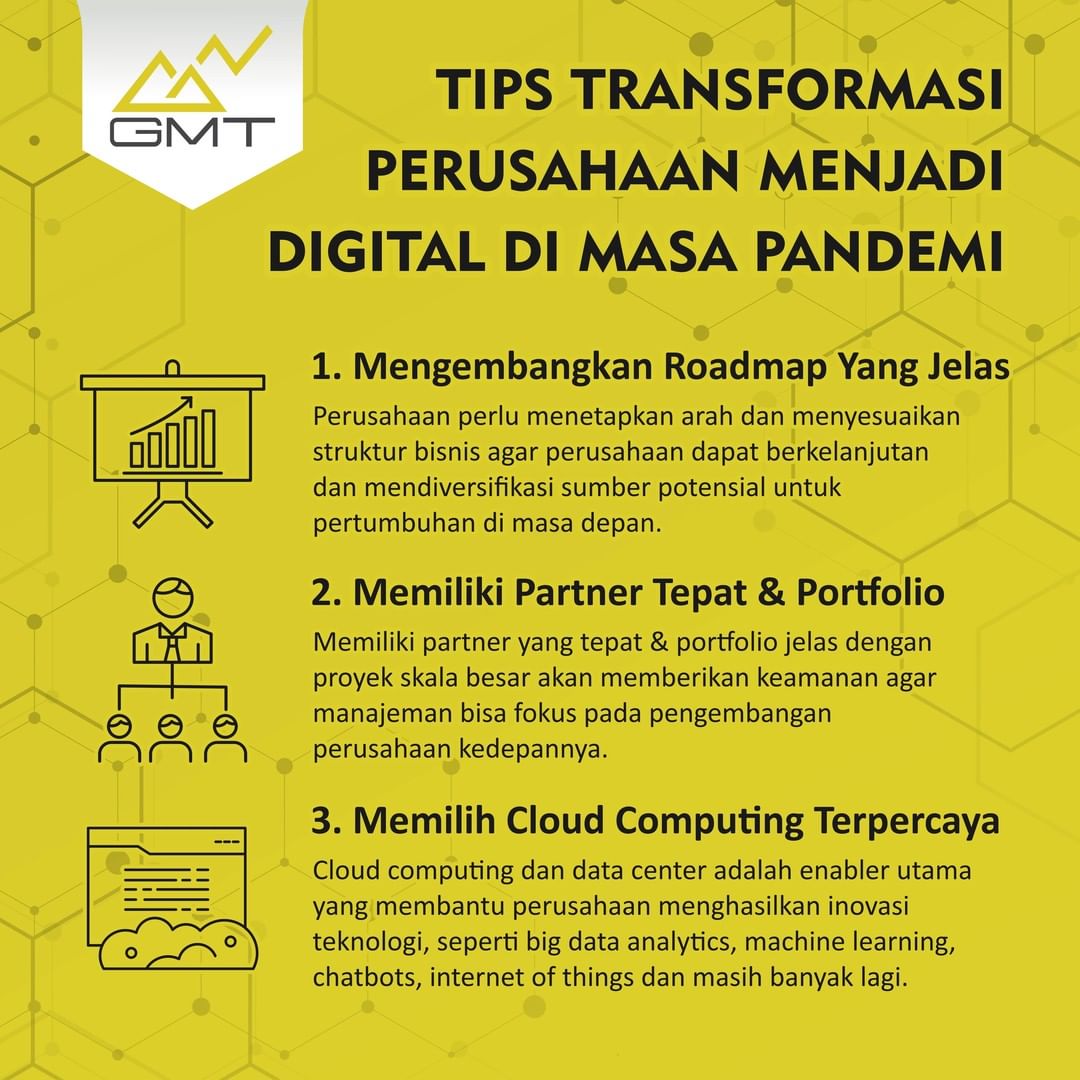 GMT
TIPS TRANSFORMASI
PERUSAHAAN MENJADI
DIGITAL DI MASA PANDEMI
1. Mengembangkan Roadmap Yang Jelas
Perusahaan perlu menetapkan arah dan menyesuaikan
struktur bisnis agar perusahaan dapat berkelanjutan
dan mendiversifikasi sumber potensial untuk
pertumbuhan di masa depan.
2. Memiliki Partner Tepat & Portfolio
Memiliki partner yang tepat & portfolio jelas dengan
proyek skala besar akan memberikan keamanan agar
manajeman bisa fokus pada pengembangan
perusahaan kedepannya.
3. Memilih Cloud Computing Terpercaya
Cloud computing dan data center adalah enabler utama
yang membantu perusahaan menghasilkan inovasi
teknologi, seperti big data analytics, machine learning,
chatbots, internet of things dan masih banyak lagi.